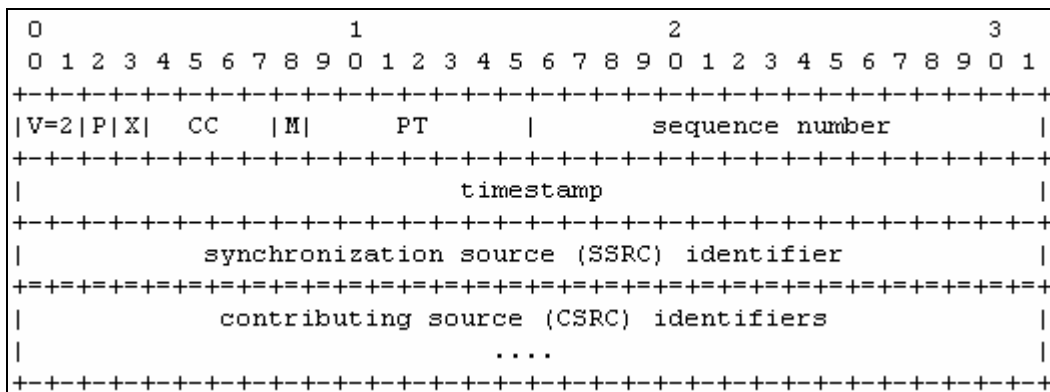 0                   1                   2                   3
 0 1 2 3 4 5 6 7 8 9 0 1 2 3 4 5 6 7 8 9 0 1 2 3 4 5 6 7 8 9 0 1
+-+-+-+-+-+-+-+-+-+-+-+-+-+-+-+-+-+-+-+-+-+-+-+-+-+-+-+-+-+-+-+-+
|V=2|P|X|  CC   |M|     PT      |       sequence number         |
+-+-+-+-+-+-+-+-+-+-+-+-+-+-+-+-+-+-+-+-+-+-+-+-+-+-+-+-+-+-+-+-+
|                           timestamp                           |
+-+-+-+-+-+-+-+-+-+-+-+-+-+-+-+-+-+-+-+-+-+-+-+-+-+-+-+-+-+-+-+-+
|           synchronization source (SSRC) identifier            |
+=+=+=+=+=+=+=+=+=+=+=+=+=+=+=+=+=+=+=+=+=+=+=+=+=+=+=+=+=+=+=+=+
|            contributing source (CSRC) identifiers             |
|                             ....                              |
+-+-+-+-+-+-+-+-+-+-+-+-+-+-+-+-+-+-+-+-+-+-+-+-+-+-+-+-+-+-+-+-+